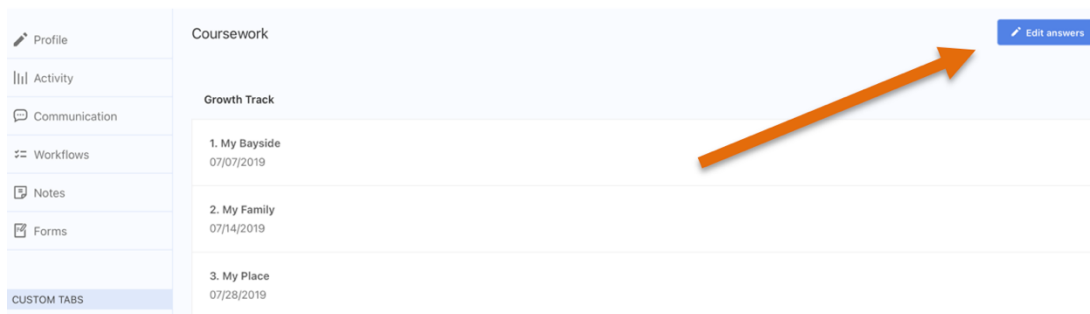 Profile
Activity
Communication
Workflows
Notes
Forms
CUSTOM TABS
Coursework
Edit answers
Growth Track
1. My Bayside
07/07/2019
2. My Family
07/14/2019
3. My Place
07/28/2019